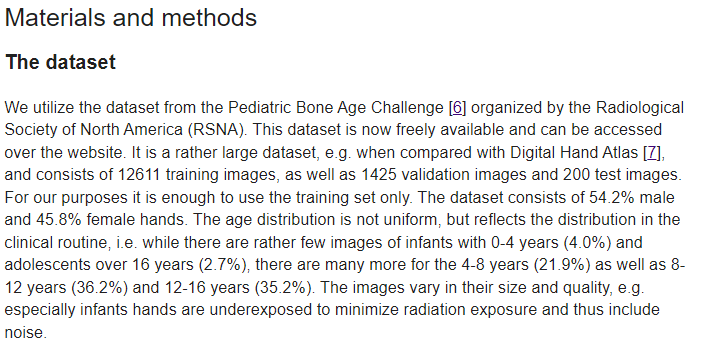 Materials and methods
The dataset
We utilize the dataset from the Pediatric Bone Age Challenge [6] organized by the Radiological
Society of North America (RSNA). This dataset is now freely available and can be accessed
over the website. It is a rather large dataset, e.g. when compared with Digital Hand Atlas [7],
and consists of 12611 training images, as well as 1425 validation images and 200 test images.
For our purposes it is enough to use the training set only. The dataset consists of 54.2% male
and 45.8% female hands. The age distribution is not uniform, but reflects the distribution in the
clinical routine, i.e. while there are rather few images of infants with 0-4 years (4.0%) and
adolescents over 16 years (2.7%), there are many more for the 4-8 years (21.9%) as well as 8-
12 years (36.2%) and 12-16 years (35.2%). The images vary in their size and quality, e.g.
especially infants hands are underexposed to minimize radiation exposure and thus include
noise.